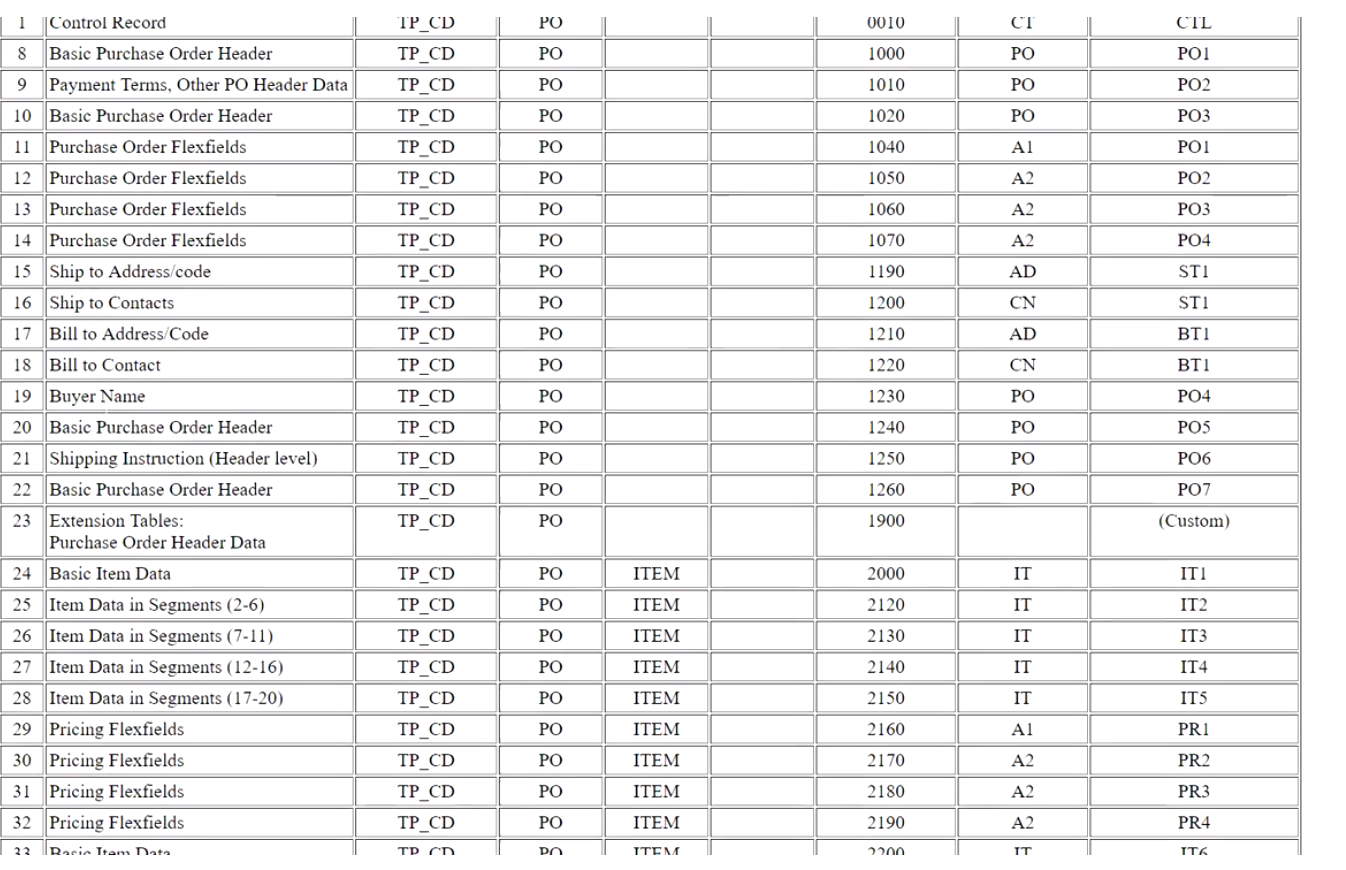 1 Control Record TP_CD PO 0010 CT CTL
8 Basic Purchase Order Header TP_CD PO 1000 PO PO1
9 Payment Terms, Other PO Header Data TP_CD PO 1010 PO PO2
10 Basic Purchase Order Header TP_CD PO 1020 PO PO3
11 Purchase Order Flexfields TP_CD PO 1040 A1 PO1
12 Purchase Order Flexfields TP_CD PO 1050 A2 PO2
13 Purchase Order Flexfields TP_CD PO 1060 A2 PO3
14 Purchase Order Flexfields TP_CD PO 1070 A2 PO4
15 Ship to Address/code TP_CD PO 1190 AD ST1
16 Ship to Contacts TP_CD PO 1200 CN ST1
17 Bill to Address/Code TP_CD PO 1210 AD BT1
18 Bill to Contact TP_CD PO 1220 CN BT1
19 Buyer Name TP_CD PO 1230 PO PO4
20 Basic Purchase Order Header TP_CD PO 1240 PO PO5
21 Shipping Instruction (Header level) TP_CD PO 1250 PO PO6
22 Basic Purchase Order Header TP_CD PO 1260 PO PO7
23 Extension Tables: TP_CD PO 1900 (Custom)
Purchase Order Header Data
24 Basic Item Data TP_CD PO ITEM 2000 IT IT1
25 Item Data in Segments (2-6) TP_CD PO ITEM 2120 IT IT2
26 Item Data in Segments (7-11) TP_CD PO ITEM 2130 IT IT3
27 Item Data in Segments (12-16) TP_CD PO ITEM 2140 IT IT4
28 Item Data in Segments (17-20) TP_CD PO ITEM 2150 IT IT5
29 Pricing Flexfields TP_CD PO ITEM 2160 A1 PR1
30 Pricing Flexfields TP_CD PO ITEM 2170 A2 PR2
31 Pricing Flexfields TP_CD PO ITEM 2180 A2 PR3
32 Pricing Flexfields TP_CD PO ITEM 2190 A2 PR4
33 Basic Item Data TP_CD PO ITEM 2200 IT IT6